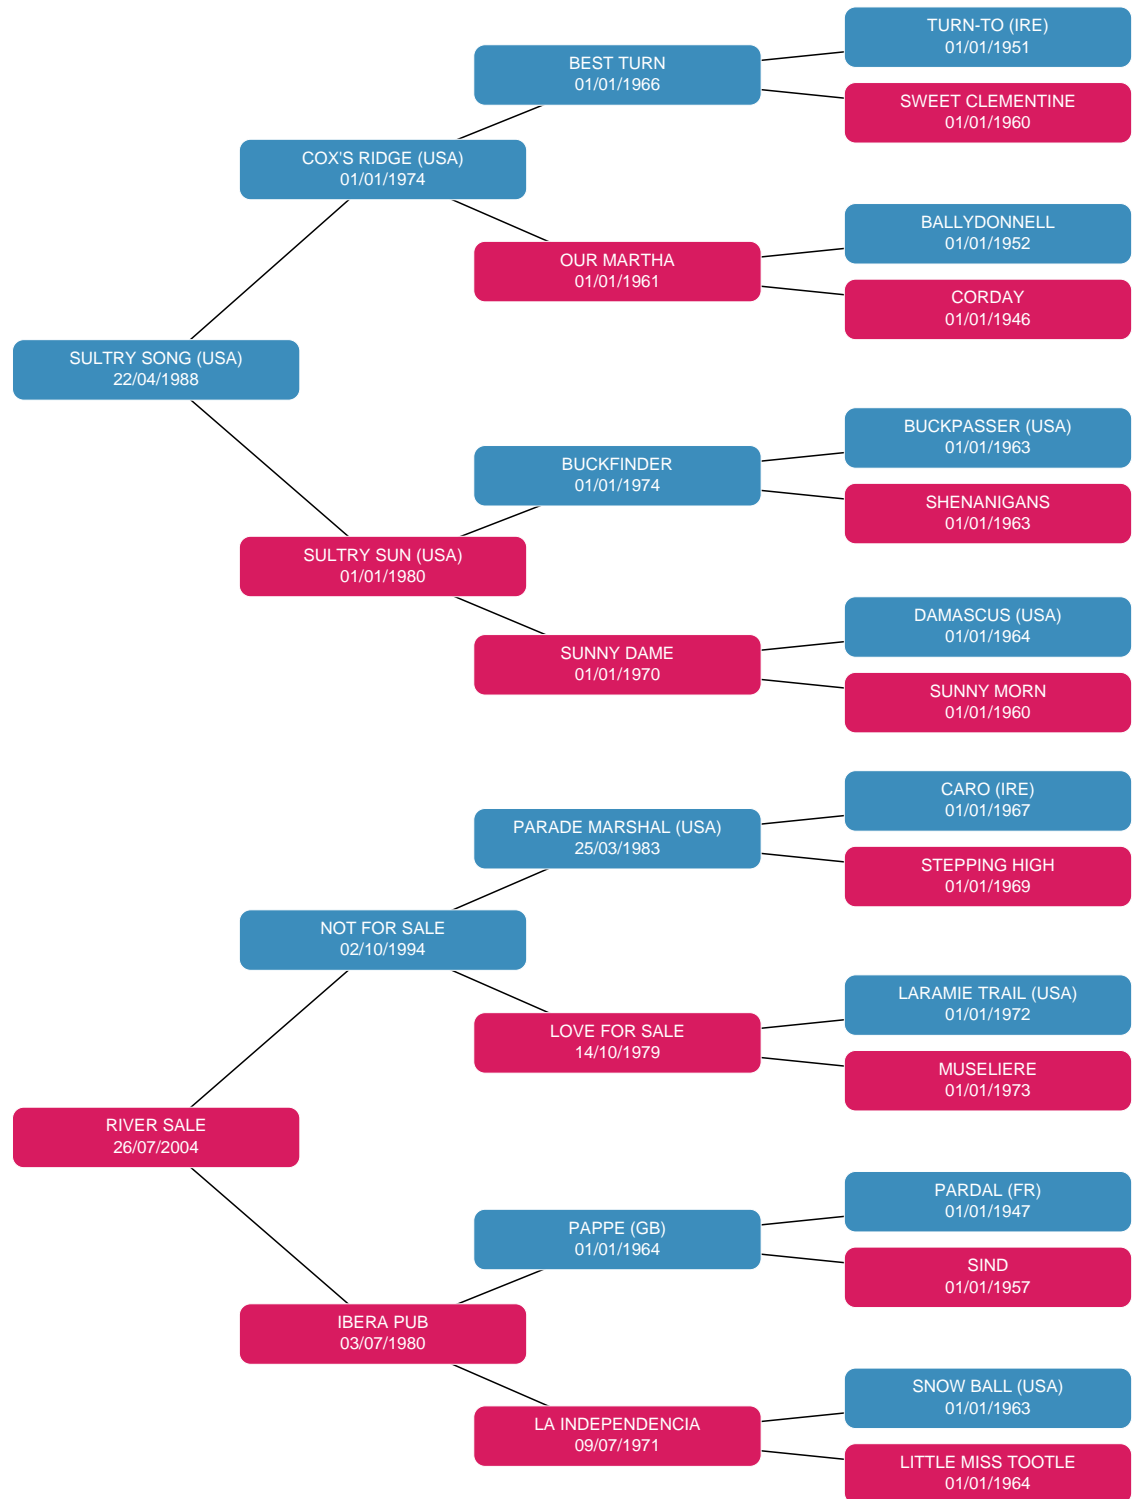 TURN-TO (IRE)
01/01/1951
BEST TURN
01/01/1966
SWEET CLEMENTINE
01/01/1960
COX'S RIDGE (USA)
01/01/1974
BALLYDONNELL
01/01/1952
OUR MARTHA
01/01/1961
CORDAY
01/01/1946
SULTRY SONG (USA)
22/04/1988
BUCKPASSER (USA)
01/01/1963
BUCKFINDER
01/01/1974
SHENANIGANS
01/01/1963
SULTRY SUN (USA)
01/01/1980
DAMASCUS (USA)
01/01/1964
SUNNY DAME
01/01/1970
SUNNY MORN
01/01/1960
CARO (IRE)
01/01/1967
PARADE MARSHAL (USA)
25/03/1983
STEPPING HIGH
01/01/1969
NOT FOR SALE
02/10/1994
LARAMIE TRAIL (USA)
01/01/1972
LOVE FOR SALE
14/10/1979
MUSELIERE
01/01/1973
RIVER SALE
26/07/2004
PARDAL (FR)
01/01/1947
PAPPE (GB)
01/01/1964
SIND
01/01/1957
IBERA PUB
03/07/1980
SNOW BALL (USA)
01/01/1963
LA INDEPENDENCIA
09/07/1971
LITTLE MISS TOOTLE
01/01/1964